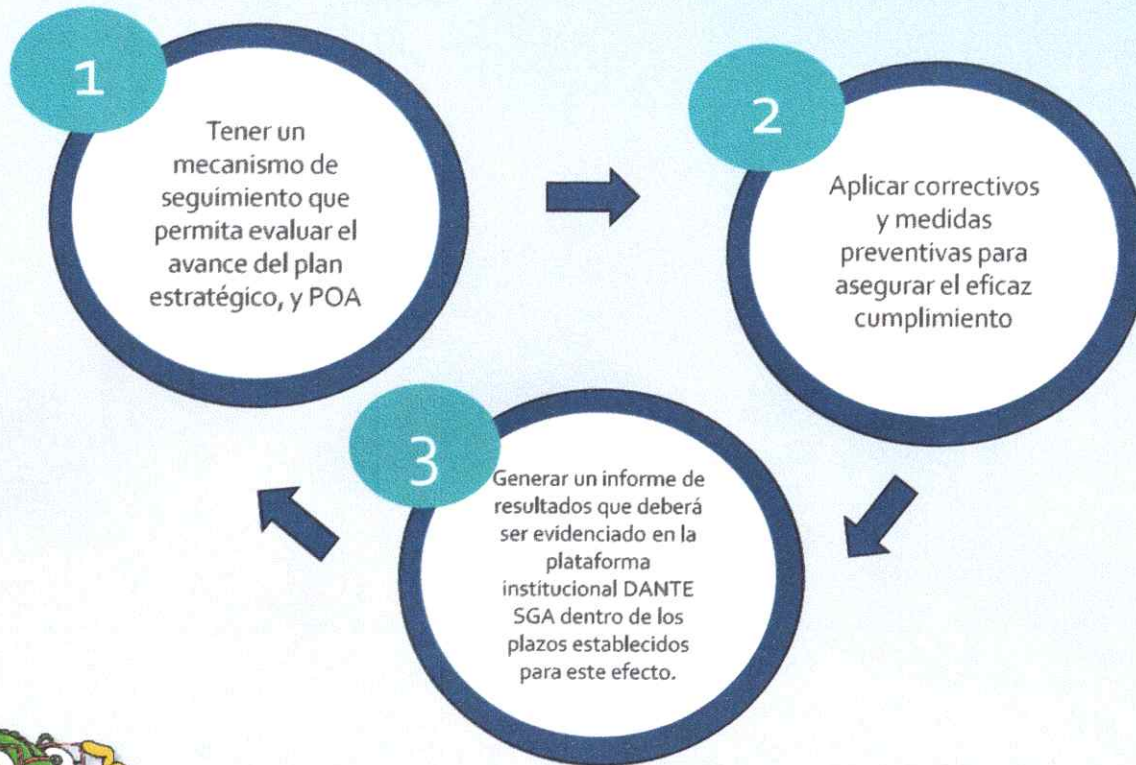 1
Tener un
mecanismo de
seguimiento que
permita evaluar el
avance del plan
estratégico, y POA
2
Aplicar correctivos
y medidas
preventivas para
asegurar el eficaz
cumplimiento
3
Generar un informe de
resultados que deberá
ser evidenciado en la
plataforma
institucional DANTE
SGA dentro de los
plazos establecidos
para este efecto.